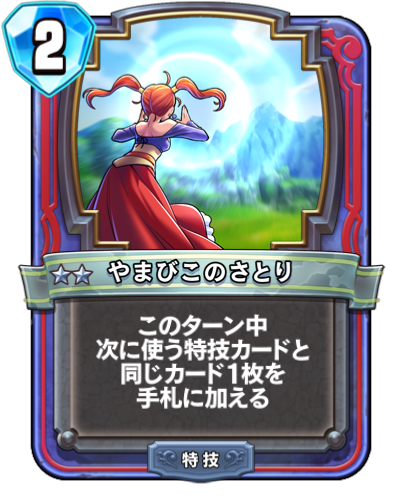 2
やまびこのさとり
このターン中
次に使う特技カードと
同じカード1枚を
手札に加える
特技